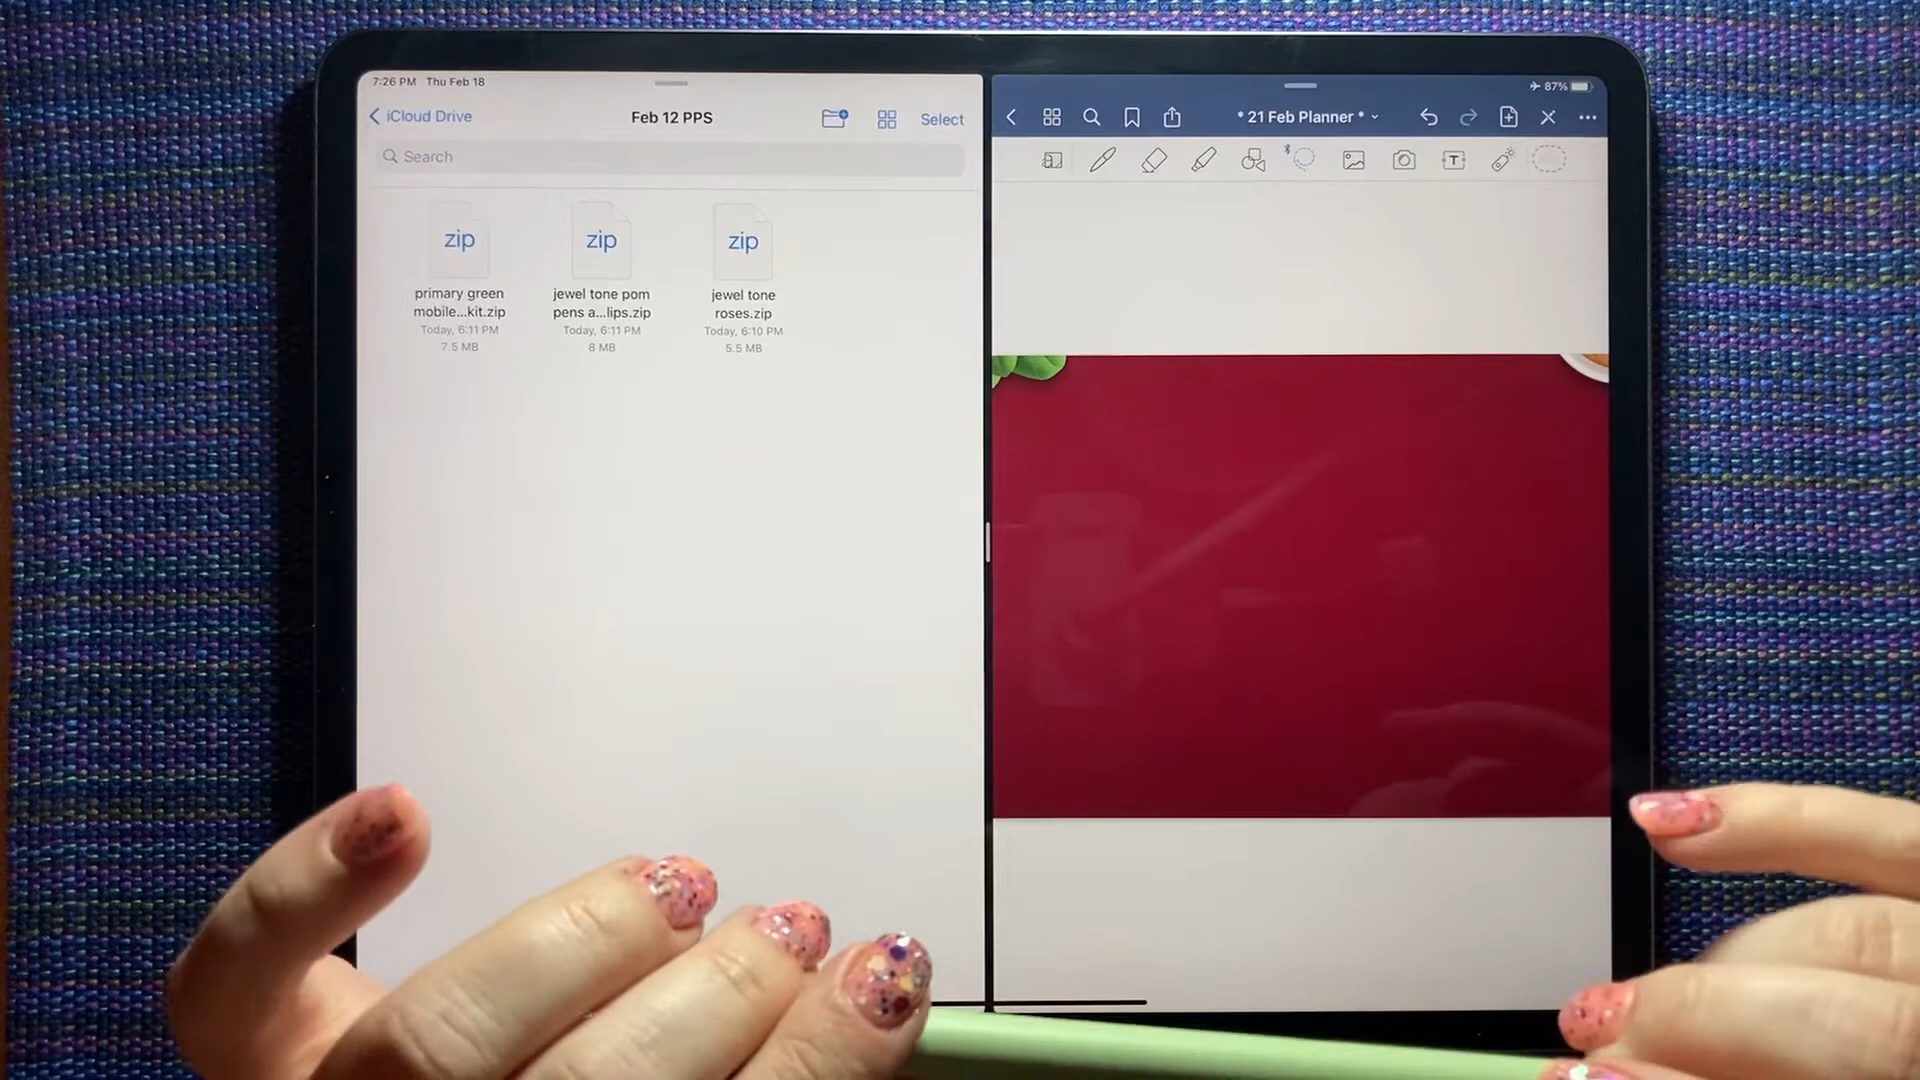 7:26 PM Thu Feb 18
87%
iCloud Drive
Feb 12 PPS
Select
* 21 Feb Planner *
Search
T
zip
zip
zip
primary green
mobile...kit.zip
Today, 6:11 PM
7.5 MB
jewel tone pom
pens a...lips.zip
Today, 6:11 PM
8 MB
jewel tone
roses.zip
Today, 6:10 PM
5.5 MB